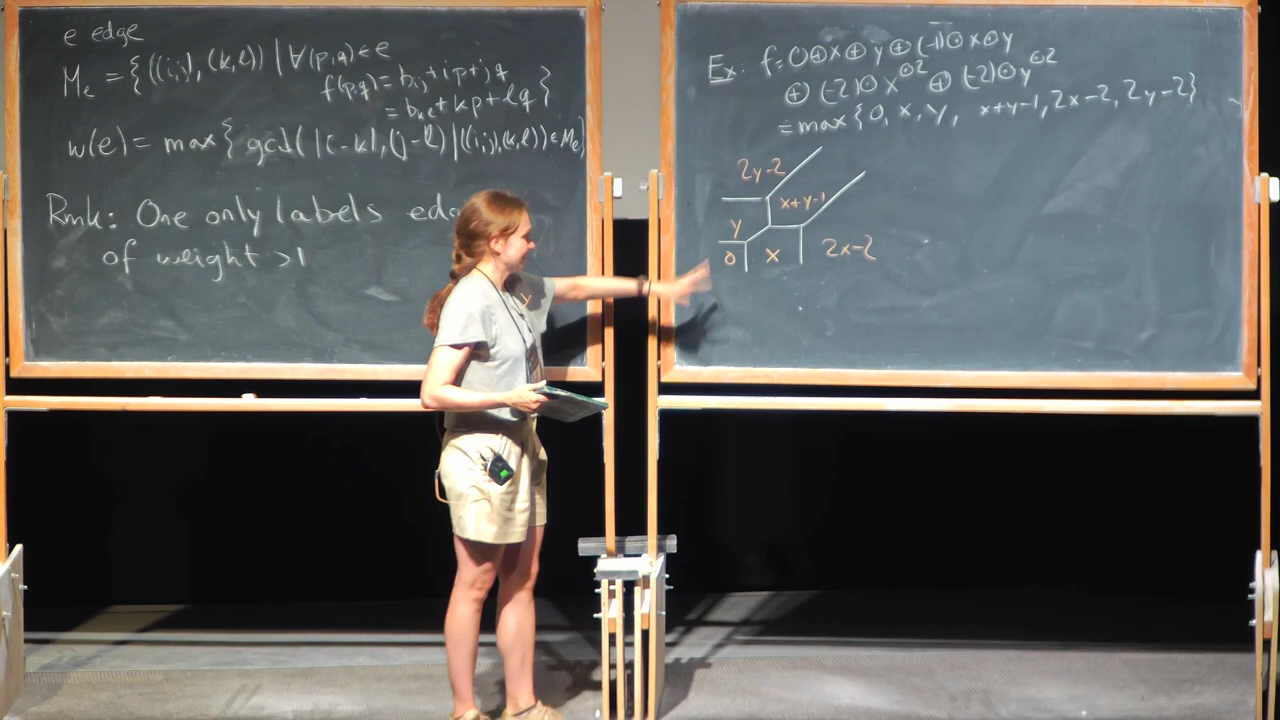 e edge
M_e = {((i,j),(k,l)) | ∀(p,q)∈e
f(p,q)= b_ij + ip + jq
= b_kl + kp + lq }
w(e) = max{ gcd(|i-k|,|j-l|) | ((i,j),(k,l))∈M_e}
Rmk: One only labels
of weight >1
Ex: f=0⊕x⊕y⊕(-1)⊙x⊙y
⊕ (-2)⊙x^⊙2 ⊕ (-2)⊙y^⊙2
= max{0, x, y, x+y-1, 2x-2, 2y-2}
2y-2
x+y-1
y
0 x 2x-2